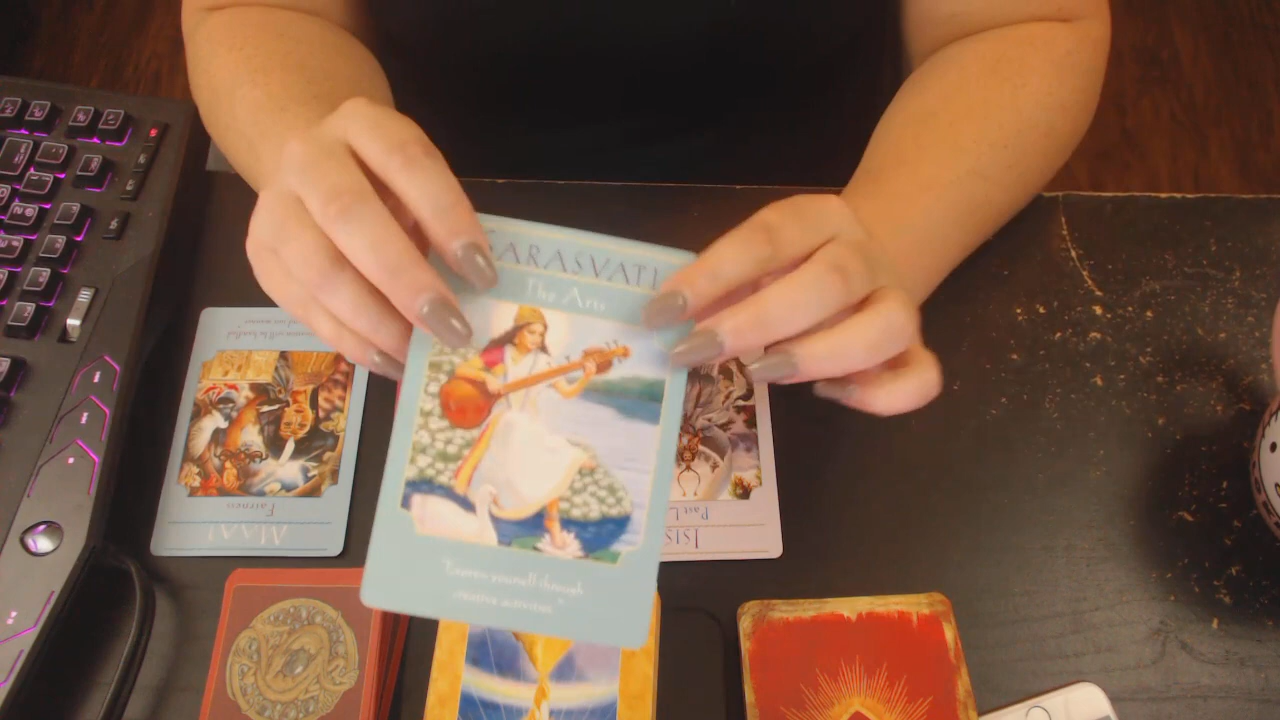 SARASVATI
The Arts
"Express yourself through
creative activities."
MAAT
Fairness
ISIS
Past L